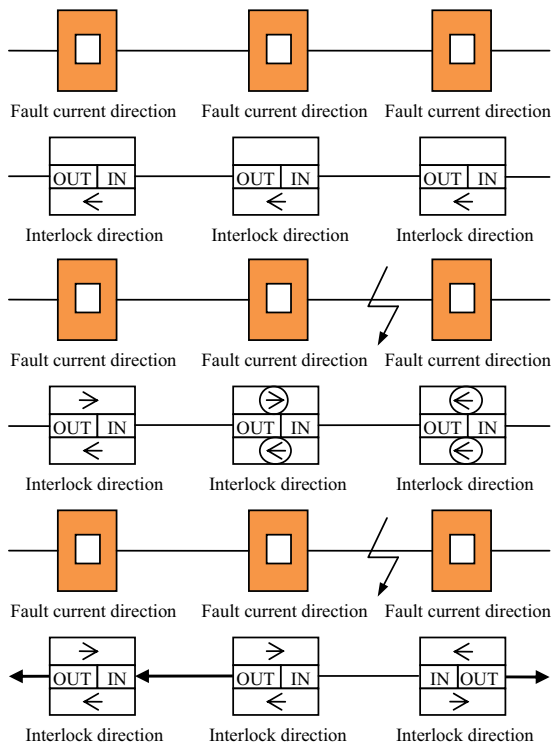 Fault current direction Fault current direction Fault current direction
OUT IN OUT IN OUT IN
Interlock direction Interlock direction Interlock direction
Fault current direction Fault current direction Fault current direction
OUT IN OUT IN OUT IN
Interlock direction Interlock direction Interlock direction
Fault current direction Fault current direction Fault current direction
OUT IN OUT IN IN OUT
Interlock direction Interlock direction Interlock direction